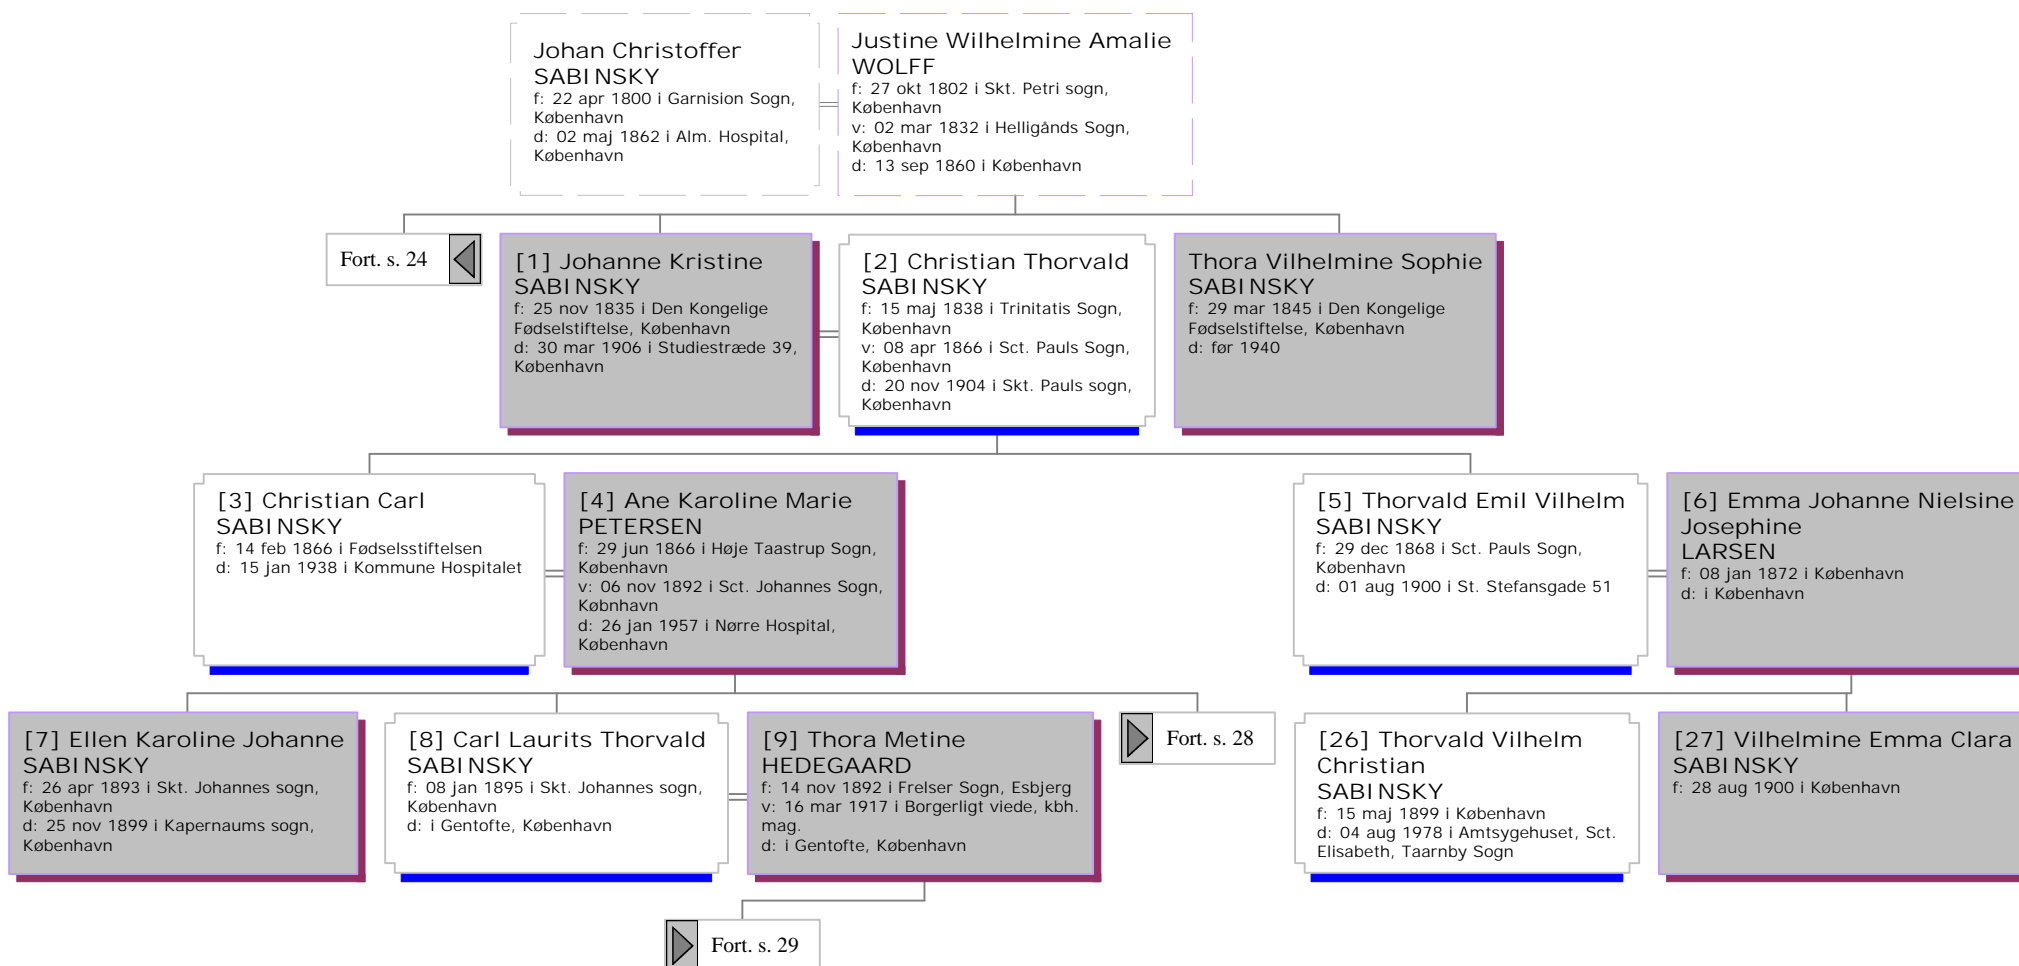 Johan Christoffer
SABINSKY
f: 22 apr 1800 i Garnision Sogn,
København
d: 02 maj 1862 i Alm. Hospital,
København
Justine Wilhelmine Amalie
WOLFF
f: 27 okt 1802 i Skt. Petri sogn,
København
v: 02 mar 1832 i Helligånds Sogn,
København
d: 13 sep 1860 i København
Fort. s. 24
[1] Johanne Kristine
SABINSKY
f: 25 nov 1835 i Den Kongelige
Fødselstiftelse, København
d: 30 mar 1906 i Studiestræde 39,
København
[2] Christian Thorvald
SABINSKY
f: 15 maj 1838 i Trinitatis Sogn,
København
v: 08 apr 1866 i Sct. Pauls Sogn,
København
d: 20 nov 1904 i Skt. Pauls sogn,
København
Thora Vilhelmine Sophie
SABINSKY
f: 29 mar 1845 i Den Kongelige
Fødselstiftelse, København
d: før 1940
[3] Christian Carl
SABINSKY
f: 14 feb 1866 i Fødselsstiftelsen
d: 15 jan 1938 i Kommune Hospitalet
[4] Ane Karoline Marie
PETERSEN
f: 29 jun 1866 i Høje Taastrup Sogn,
København
v: 06 nov 1892 i Sct. Johannes Sogn,
Købnhavn
d: 26 jan 1957 i Nørre Hospital,
København
[5] Thorvald Emil Vilhelm
SABINSKY
f: 29 dec 1868 i Sct. Pauls Sogn,
København
d: 01 aug 1900 i St. Stefansgade 51
[6] Emma Johanne Nielsine
Josephine
LARSEN
f: 08 jan 1872 i København
d: i København
[7] Ellen Karoline Johanne
SABINSKY
f: 26 apr 1893 i Skt. Johannes sogn,
København
d: 25 nov 1899 i Kapernaums sogn,
København
[8] Carl Laurits Thorvald
SABINSKY
f: 08 jan 1895 i Skt. Johannes sogn,
København
d: i Gentofte, København
[9] Thora Metine
HEDEGAARD
f: 14 nov 1892 i Frelser Sogn, Esbjerg
v: 16 mar 1917 i Borgerligt viede, kbh.
mag.
d: i Gentofte, København
Fort. s. 28
[26] Thorvald Vilhelm
Christian
SABINSKY
f: 15 maj 1899 i København
d: 04 aug 1978 i Amtsygehuset, Sct.
Elisabeth, Taarnby Sogn
[27] Vilhelmine Emma Clara
SABINSKY
f: 28 aug 1900 i København
Fort. s. 29